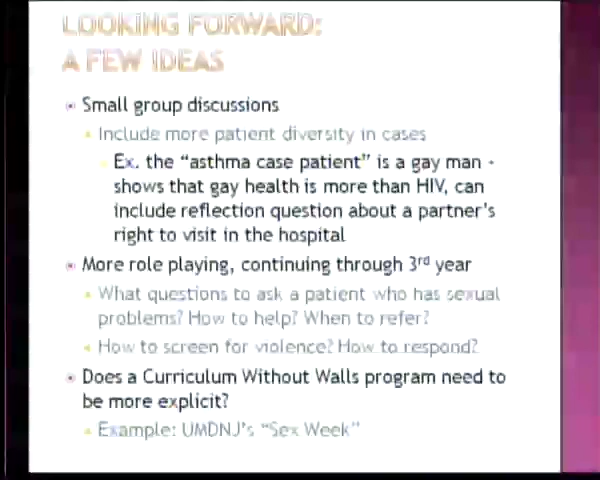 LOOKING FORWARD:
A FEW IDEAS
Small group discussions
Include more patient diversity in cases
Ex. the “asthma case patient” is a gay man -
shows that gay health is more than HIV, can
include reflection question about a partner’s
right to visit in the hospital
More role playing, continuing through 3rd year
What questions to ask a patient who has sexual
problems? How to help? When to refer?
How to screen for violence? How to respond?
Does a Curriculum Without Walls program need to
be more explicit?
Example: UMDNJ’s “Sex Week”